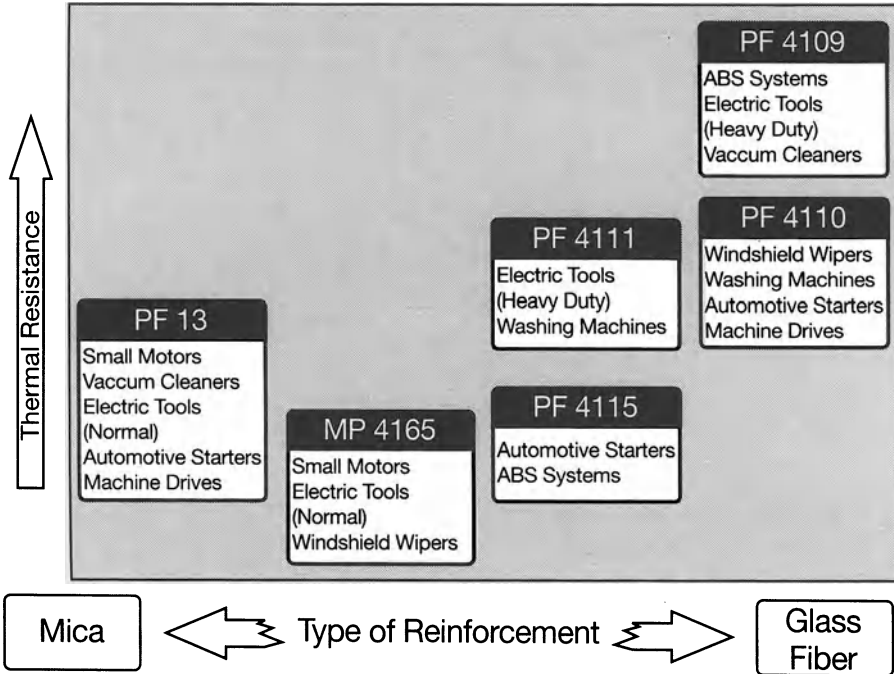 PF 4109
ABS Systems
Electric Tools
(Heavy Duty)
Vaccum Cleaners
PF 4110
Windshield Wipers
Washing Machines
Automotive Starters
Machine Drives
PF 4111
Electric Tools
(Heavy Duty)
Washing Machines
PF 13
Small Motors
Vaccum Cleaners
Electric Tools
(Normal)
Automotive Starters
Machine Drives
MP 4165
Small Motors
Electric Tools
(Normal)
Windshield Wipers
PF 4115
Automotive Starters
ABS Systems
Thermal Resistance
Mica
Type of Reinforcement
Glass
Fiber